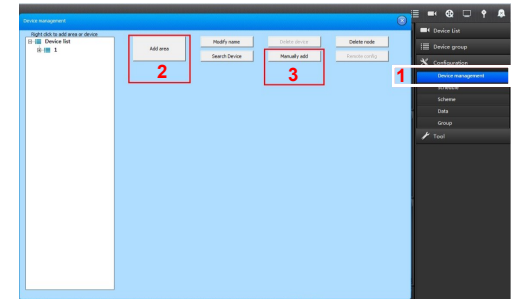 Device management
Right click to add area or device
Device list
1
Add area
Modify name
Delete device
Delete node
Search Device
Manually add
Remote config
2
3
Device List
Device group
Configuration
1
Device management
Schedule
Scheme
Data
Group
Tool